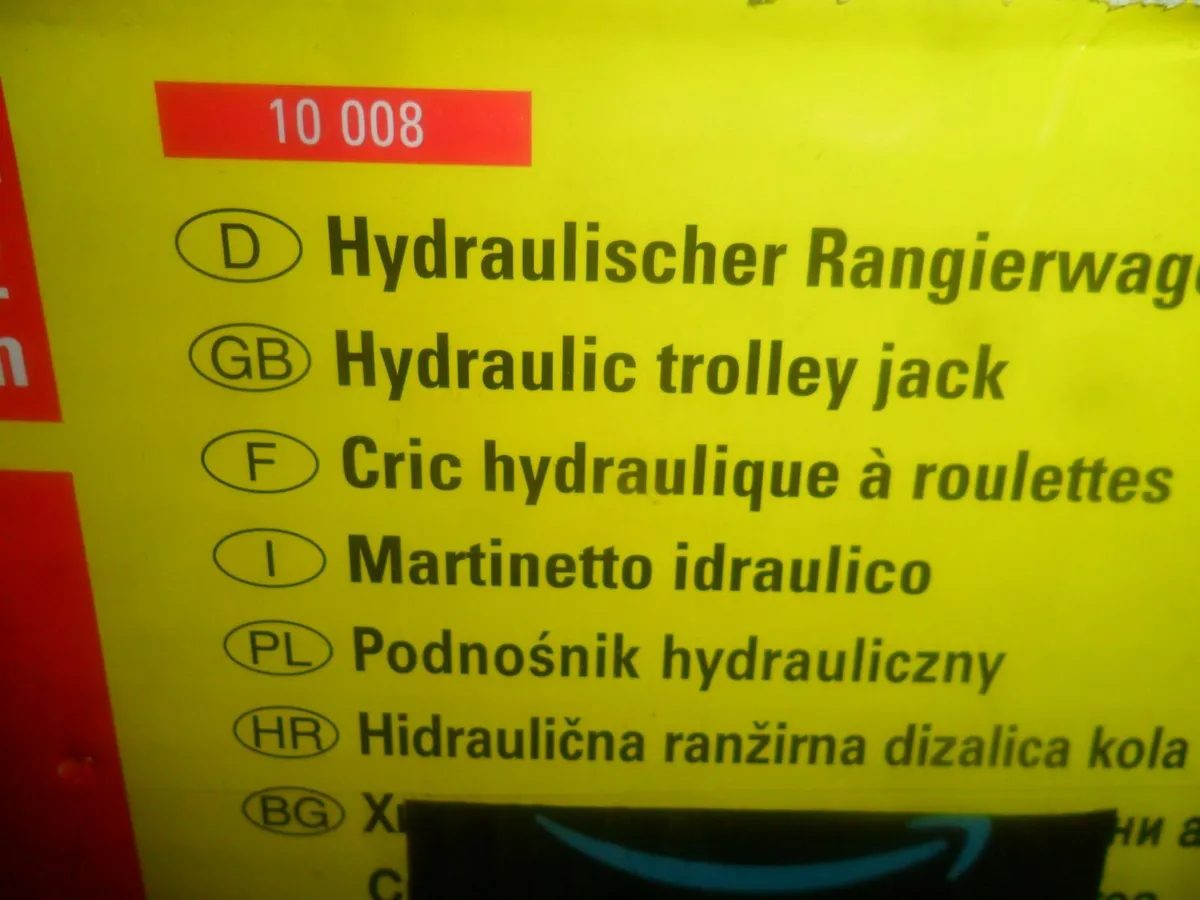 10 008
D Hydraulischer
GB Hydraulic trolley jack
F Cric hydraulique à roulettes
I Martinetto idraulico
PL Podnośnik hydrauliczny
HR Hidraulična ranžirna dizalica kola
BG